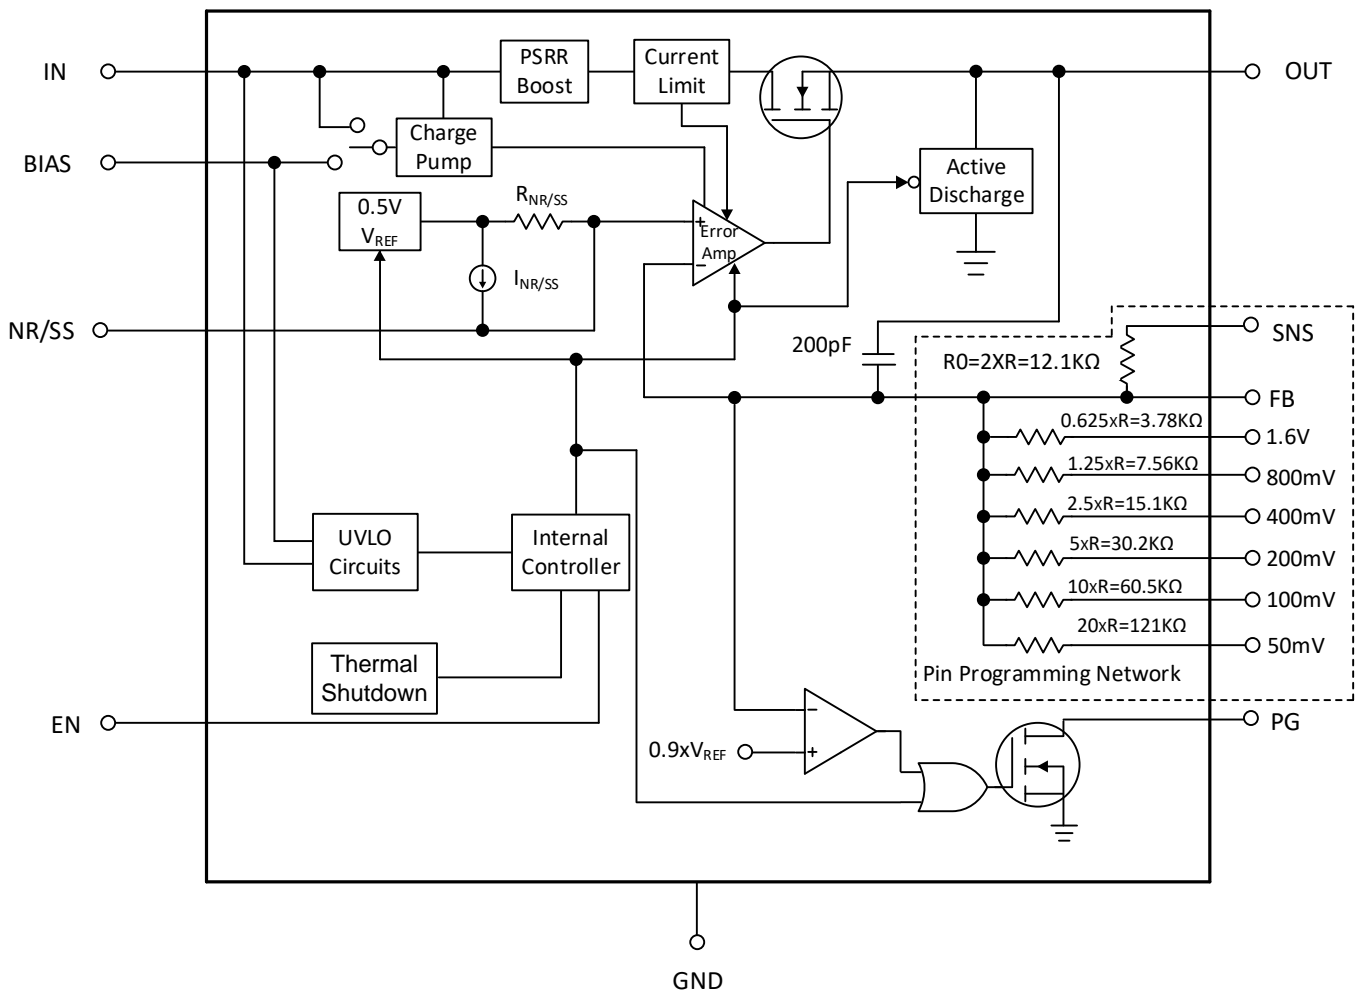 IN
PSRR
Boost
Current
Limit
OUT
Charge
Pump
BIAS
Active
Discharge
0.5V
VREF
RNR/SS
+
Error
Amp
−
INR/SS
NR/SS
200pF
R0=2XR=12.1KΩ
SNS
FB
0.625xR=3.78KΩ
1.6V
1.25xR=7.56KΩ
800mV
2.5xR=15.1KΩ
400mV
5xR=30.2KΩ
200mV
10xR=60.5KΩ
100mV
20xR=121KΩ
50mV
Pin Programming Network
UVLO
Circuits
Internal
Controller
Thermal
Shutdown
EN
−
0.9xVREF
+
PG
GND